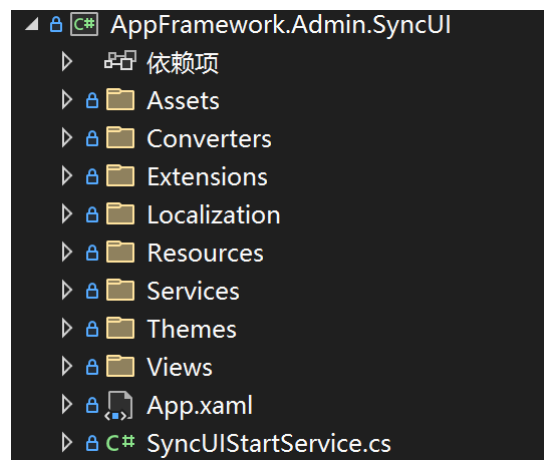 C# AppFramework.Admin.SyncUI
依赖项
Assets
Converters
Extensions
Localization
Resources
Services
Themes
Views
App.xaml
C# SyncUIStartService.cs